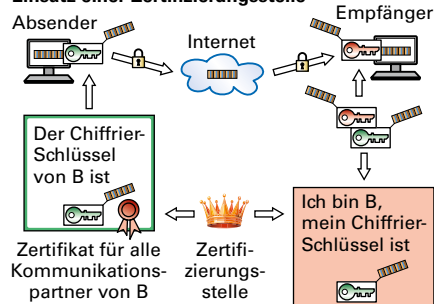 Einsatz einer Zertifizierungsstelle
Absender
Internet
Empfänger
Der Chiffrier-
Schlüssel
von B ist
Ich bin B,
mein Chiffrier-
Schlüssel ist
Zertifikat für alle
Kommunikations-
partner von B
Zertifi-
zierungs-
stelle